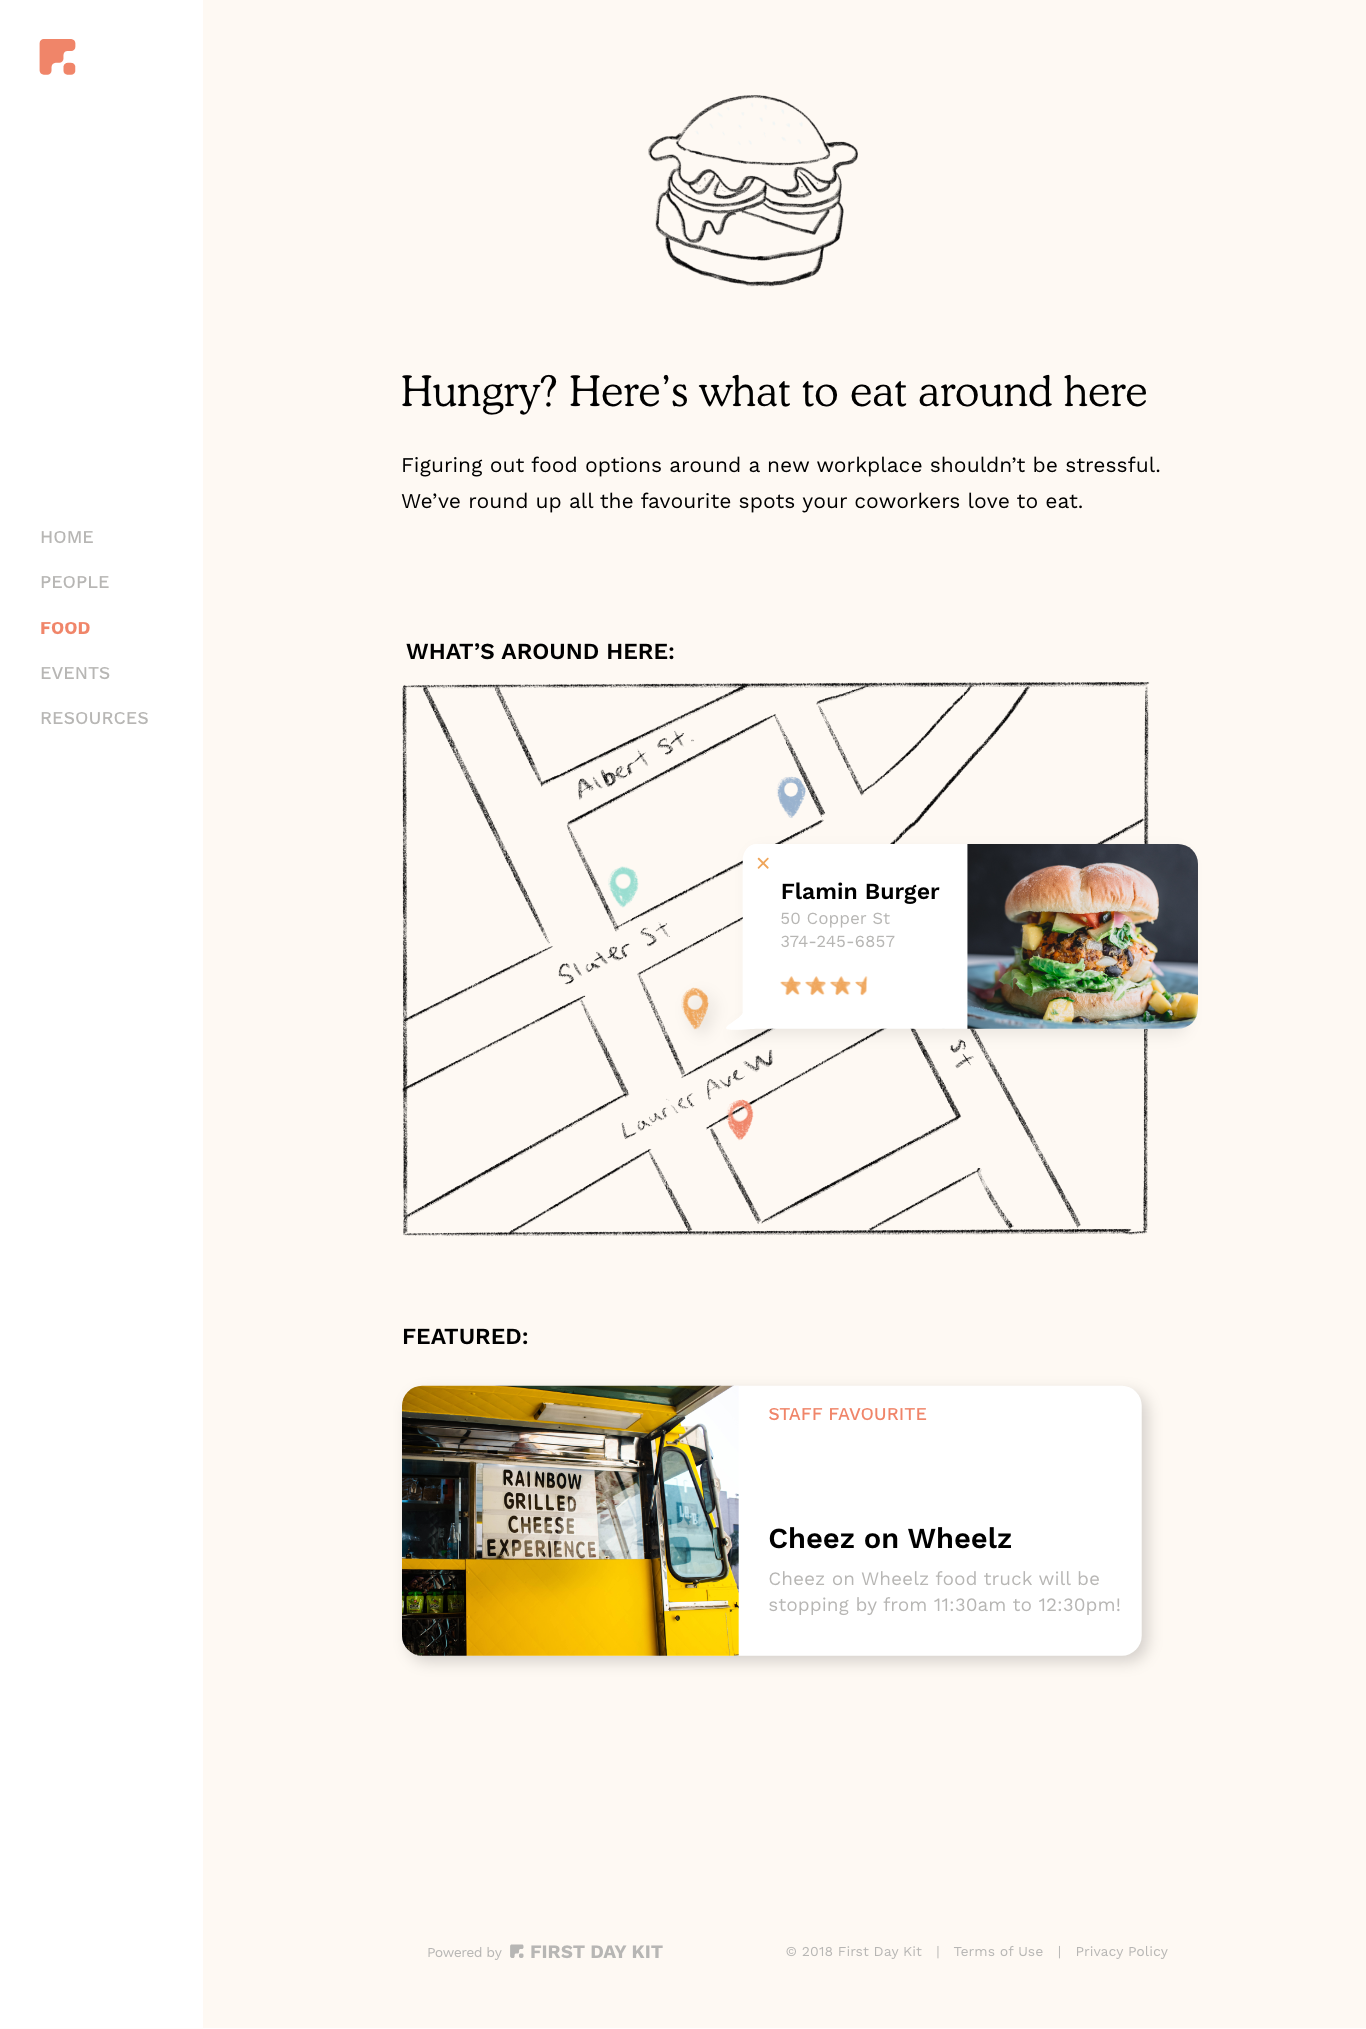 HOME
PEOPLE
FOOD
EVENTS
RESOURCES
Hungry? Here’s what to eat around here
Figuring out food options around a new workplace shouldn’t be stressful.
We’ve round up all the favourite spots your coworkers love to eat.
WHAT’S AROUND HERE:
Albert St.
Slater St
Laurier Ave W
St
Flamin Burger
50 Copper St
374-245-6857
FEATURED:
RAINBOW
GRILLED
CHEESE
EXPERIENCE
STAFF FAVOURITE
Cheez on Wheelz
Cheez on Wheelz food truck will be
stopping by from 11:30am to 12:30pm!
Powered by FIRST DAY KIT
© 2018 First Day Kit | Terms of Use | Privacy Policy